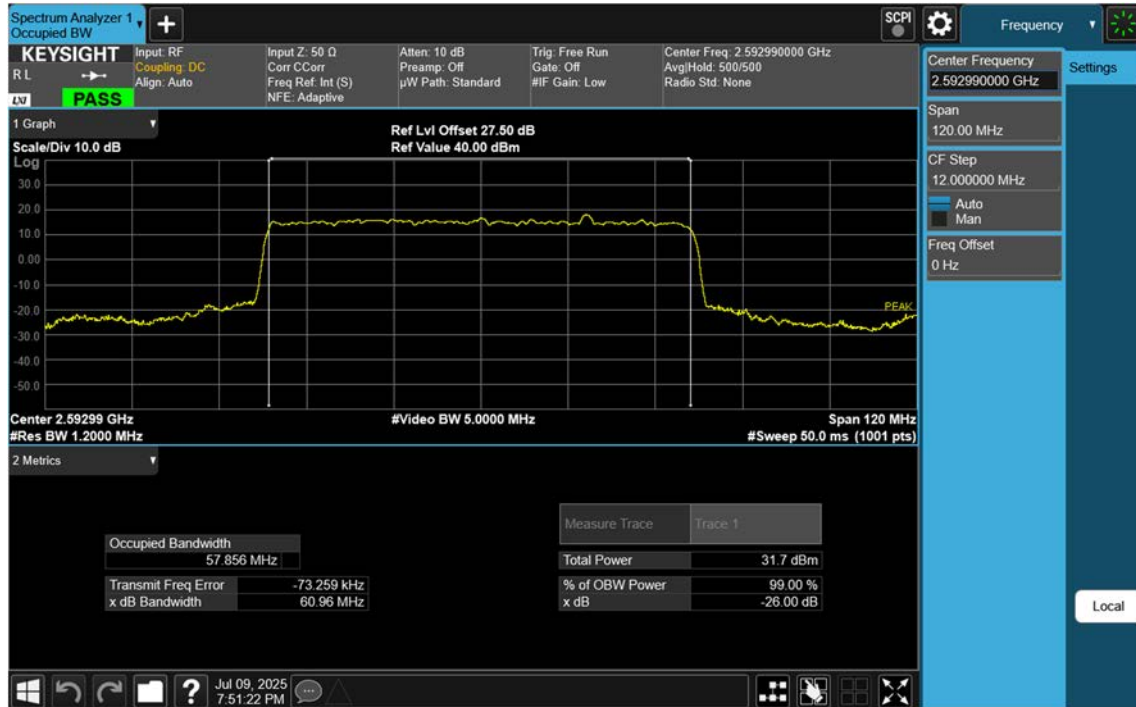 Spectrum Analyzer 1
Occupied BW
SCPI
Frequency
KEYSIGHT
R L
LXI
PASS
Input: RF
Coupling: DC
Align: Auto
Input Z: 50 Ω
Corr CCorr
Freq Ref: Int (S)
NFE: Adaptive
Atten: 10 dB
Preamp: Off
µW Path: Standard
Trig: Free Run
Gate: Off
#IF Gain: Low
Center Freq: 2.592990000 GHz
Avg|Hold: 500/500
Radio Std: None
Center Frequency
2.592990000 GHz
Settings
Span
120.00 MHz
CF Step
12.000000 MHz
Auto
Man
Freq Offset
0 Hz
Local
1 Graph
Scale/Div 10.0 dB
Ref Lvl Offset 27.50 dB
Ref Value 40.00 dBm
Log
30.0
20.0
10.0
0.00
-10.0
-20.0
-30.0
-40.0
-50.0
PEAK
Center 2.59299 GHz
#Video BW 5.0000 MHz
Span 120 MHz
#Res BW 1.2000 MHz
#Sweep 50.0 ms (1001 pts)
2 Metrics
Measure Trace Trace 1
Occupied Bandwidth
57.856 MHz
Total Power 31.7 dBm
Transmit Freq Error -73.259 kHz
% of OBW Power 99.00 %
x dB Bandwidth 60.96 MHz
x dB -26.00 dB
?
Jul 09, 2025
7:51:22 PM